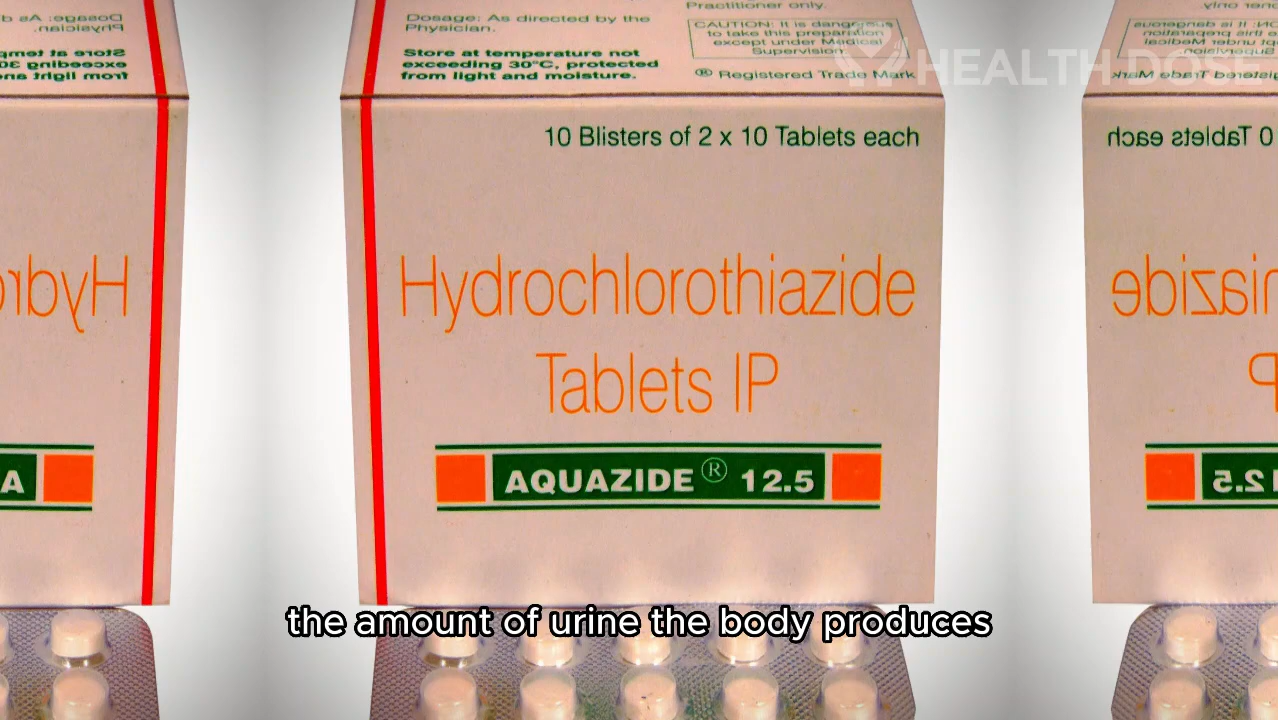 Practitioner only.
Dosage: As directed by the
Physician.
CAUTION: It is dangerous
to take this preparation
except under Medical
Supervision
Store at temperature not
exceeding 30°C, protected
from light and moisture.
® Registered Trade Mark
HEALTH DOSE
10 Blisters of 2 x 10 Tablets each
Hydrochlorothiazide
Tablets IP
AQUAZIDE® 12.5
the amount of urine the body produces